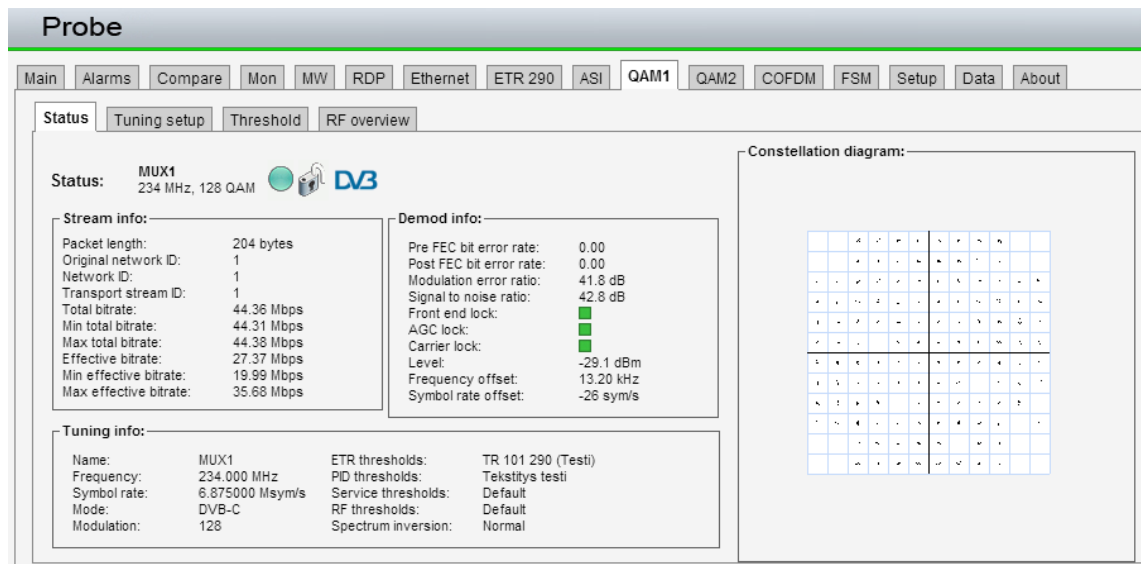 Probe
Main Alarms Compare Mon MW RDP Ethernet ETR 290 ASI QAM1 QAM2 COFDM FSM Setup Data About
Status Tuning setup Threshold RF overview
Status: MUX1
234 MHz, 128 QAM DVB
Stream info:
Packet length: 204 bytes
Original network ID: 1
Network ID: 1
Transport stream ID: 1
Total bitrate: 44.36 Mbps
Min total bitrate: 44.31 Mbps
Max total bitrate: 44.38 Mbps
Effective bitrate: 27.37 Mbps
Min effective bitrate: 19.99 Mbps
Max effective bitrate: 35.68 Mbps
Demod info:
Pre FEC bit error rate: 0.00
Post FEC bit error rate: 0.00
Modulation error ratio: 41.8 dB
Signal to noise ratio: 42.8 dB
Front end lock:
AGC lock:
Carrier lock:
Level: -29.1 dBm
Frequency offset: 13.20 kHz
Symbol rate offset: -26 sym/s
Tuning info:
Name: MUX1 ETR thresholds: TR 101 290 (Testi)
Frequency: 234.000 MHz PID thresholds: Tekstitys testi
Symbol rate: 6.875000 Msym/s Service thresholds: Default
Mode: DVB-C RF thresholds: Default
Modulation: 128 Spectrum inversion: Normal
Constellation diagram: